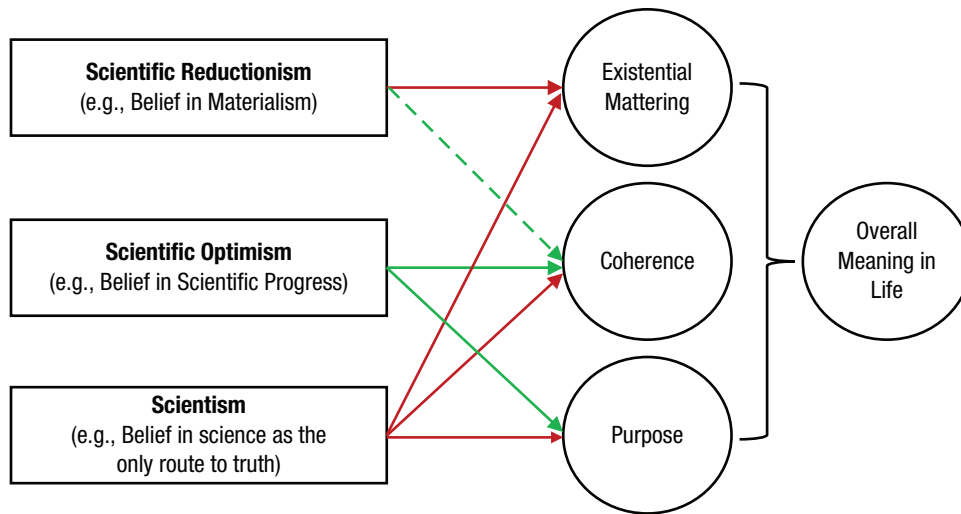 Scientific Reductionism
(e.g., Belief in Materialism)
Scientific Optimism
(e.g., Belief in Scientific Progress)
Scientism
(e.g., Belief in science as the
only route to truth)
Existential
Mattering
Coherence
Purpose
Overall
Meaning in
Life